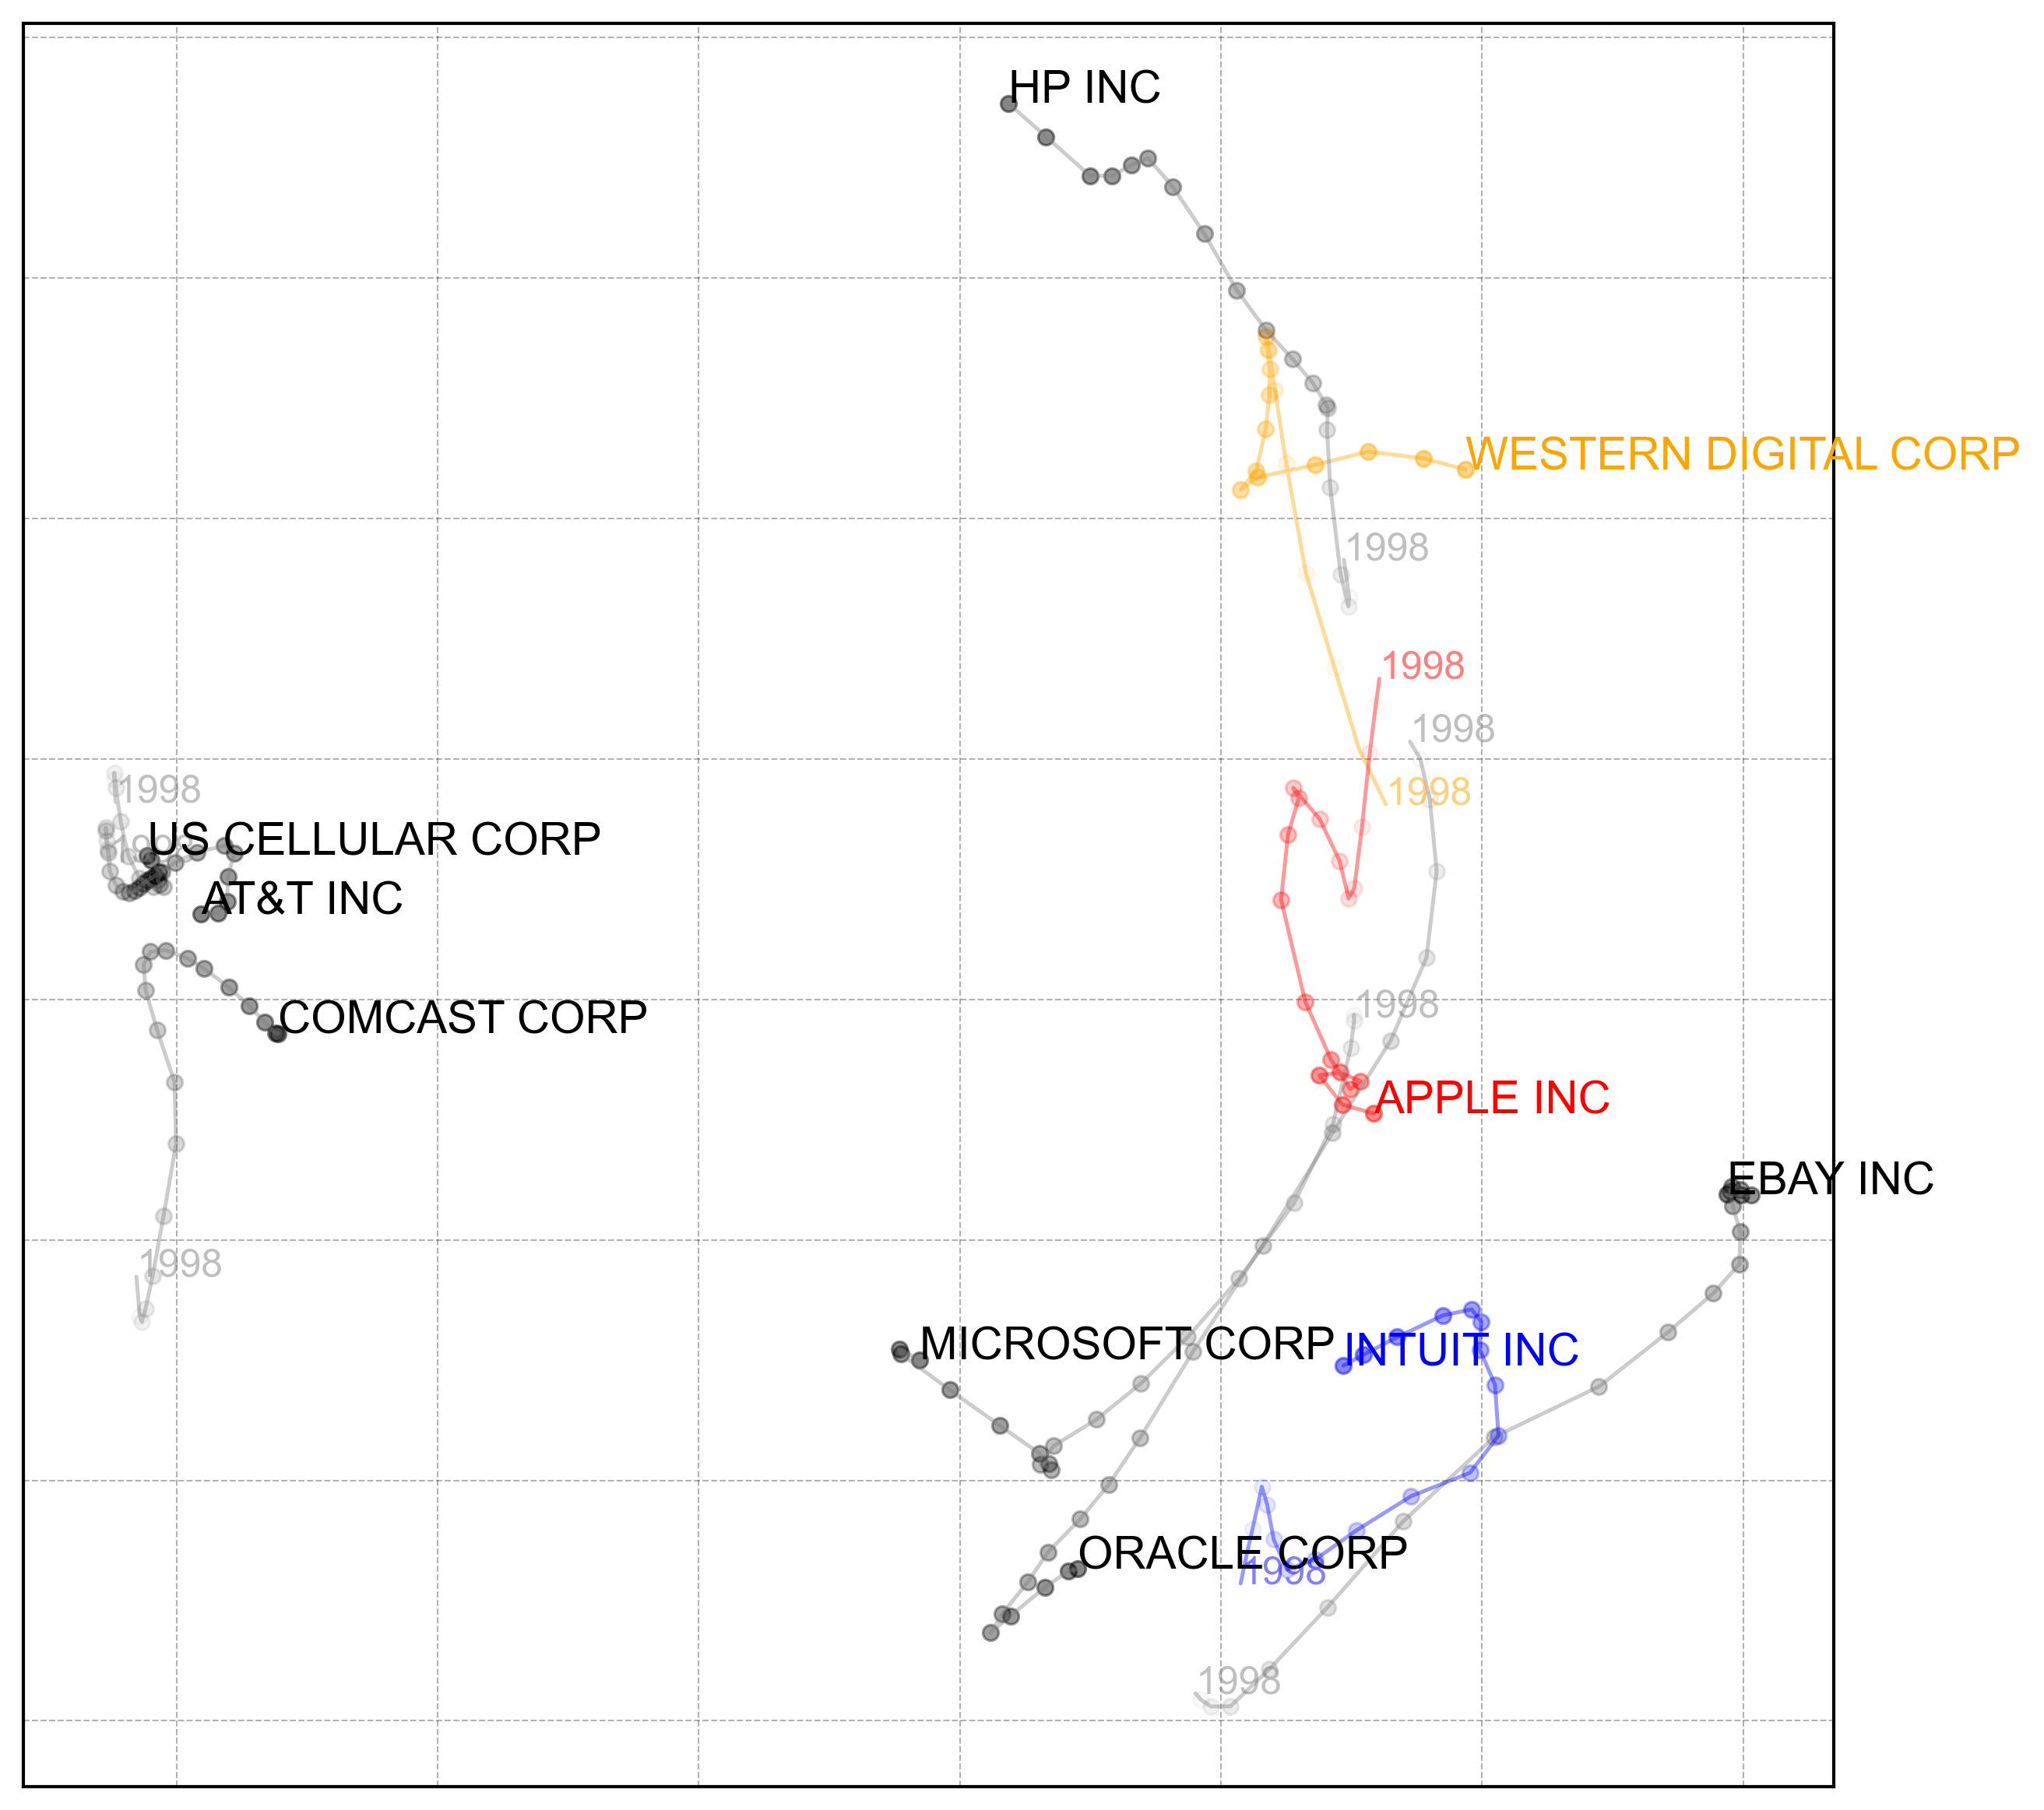 HP INC
WESTERN DIGITAL CORP
1998
1998
1998
1998
1998
US CELLULAR CORP
AT&T INC
1998
COMCAST CORP
APPLE INC
EBAY INC
1998
MICROSOFT CORP
INTUIT INC
ORACLE CORP
1998
1998